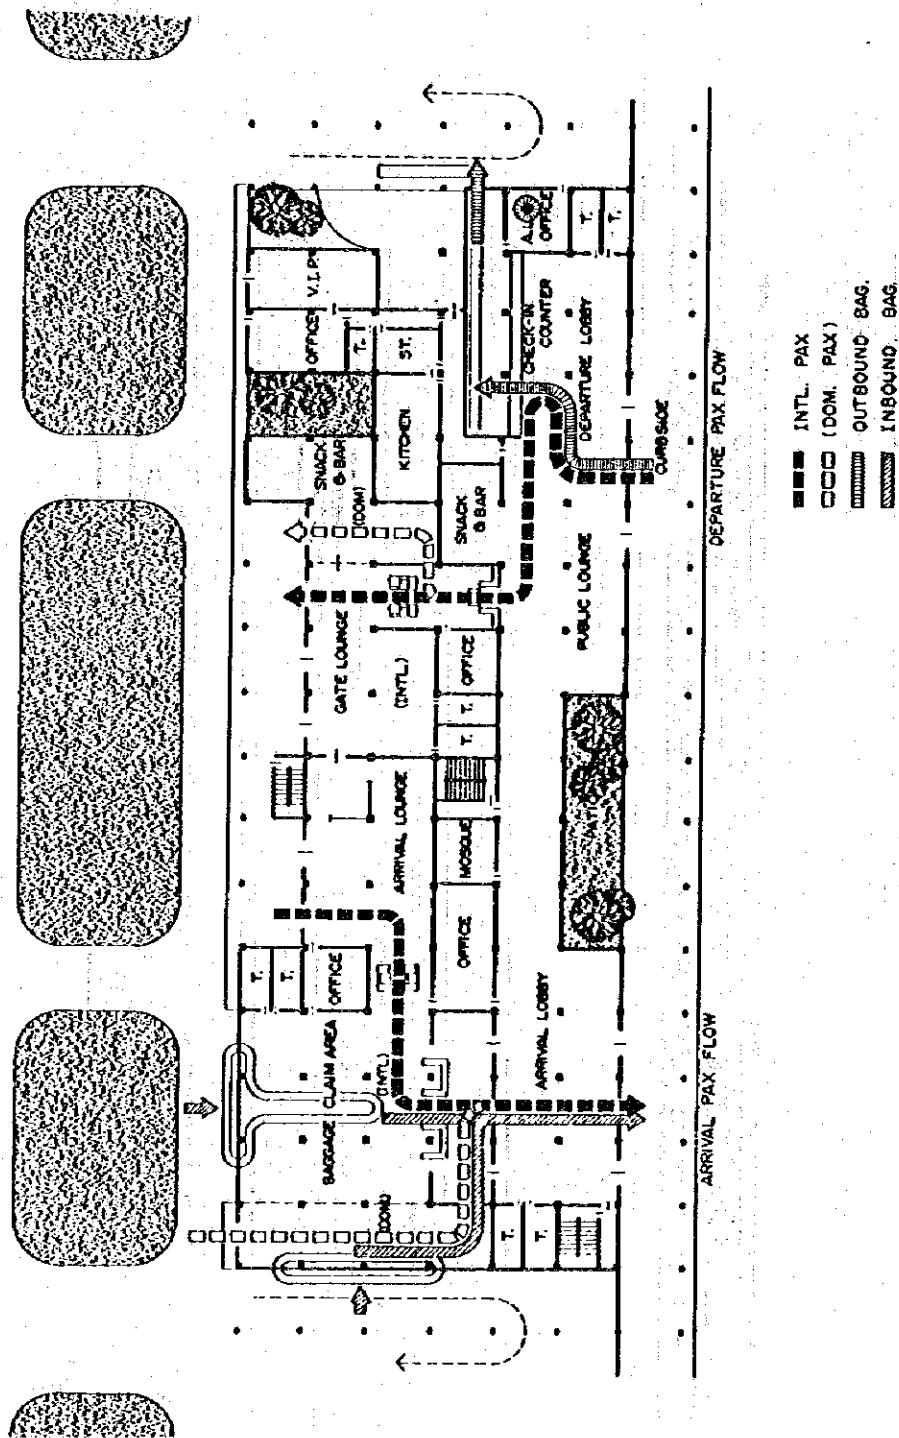 BAGGAGE CLAIM AREA
(DOM)
(INTL)
T.
T.
OFFICE
ARRIVAL LOUNGE
GATE LOUNGE
(INTL)
(DOM)
SNACK
& BAR
KITCHEN
OFFICE
T.
ST.
V.I.P.
T.
T.
ARRIVAL LOBBY
OFFICE
MOSQUE
T.
T.
OFFICE
SNACK
& BAR
PATIO
PUBLIC LOUNGE
CHECK-IN
COUNTER
DEPARTURE LOBBY
OFFICE
T.
T.
CURBSIDE
ARRIVAL PAX FLOW
DEPARTURE PAX FLOW
INTL. PAX
(DOM. PAX)
OUTBOUND BAG.
INBOUND BAG.